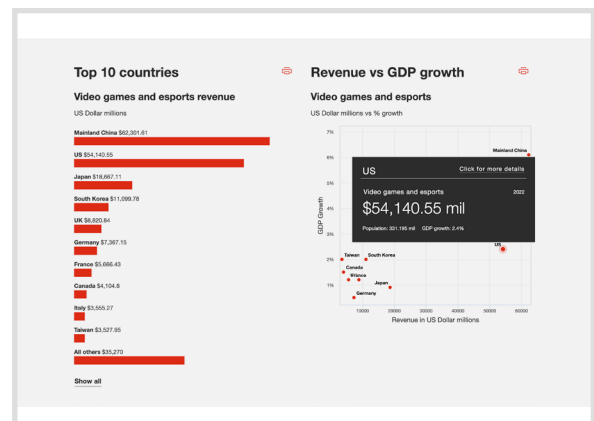 Top 10 countries
Video games and esports revenue
US Dollar millions
Mainland China $62,301.61
US $54,140.55
Japan $18,667.11
South Korea $11,099.78
UK $8,820.84
Germany $7,367.15
France $5,666.43
Canada $4,104.8
Italy $3,555.27
Taiwan $3,527.95
All others $35,270
Show all
Revenue vs GDP growth
Video games and esports
US Dollar millions vs % growth
7%
6%
4%
2%
1%
GDP Growth
Mainland China
US
Click for more details
Video games and esports
2022
$54,140.55 mil
Population: 331.195 mil
GDP growth: 2.4%
US
Taiwan
South Korea
Canada
France
Japan
Germany
10000
20000
30000
40000
50000
60000
Revenue in US Dollar millions